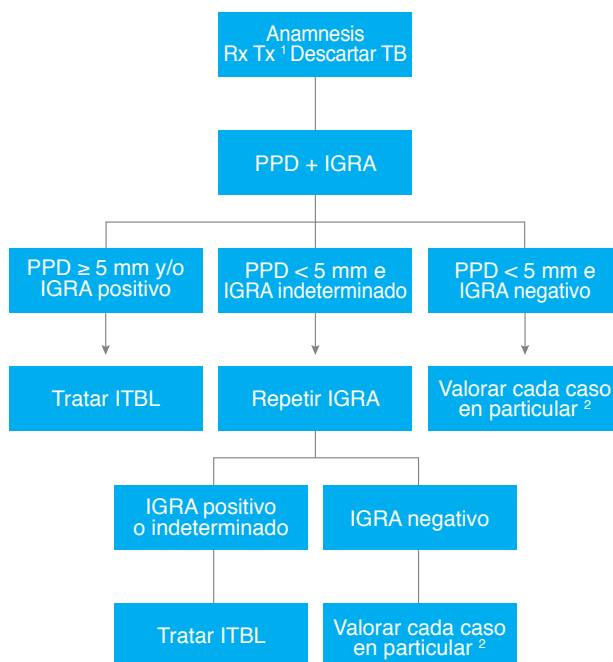 Anamnesis
Rx Tx ¹ Descartar TB
PPD + IGRA
PPD ≥ 5 mm y/o
IGRA positivo
PPD < 5 mm e
IGRA indeterminado
PPD < 5 mm e
IGRA negativo
Tratar ITBL
Repetir IGRA
Valorar cada caso
en particular ²
IGRA positivo
o indeterminado
IGRA negativo
Tratar ITBL
Valorar cada caso
en particular ²